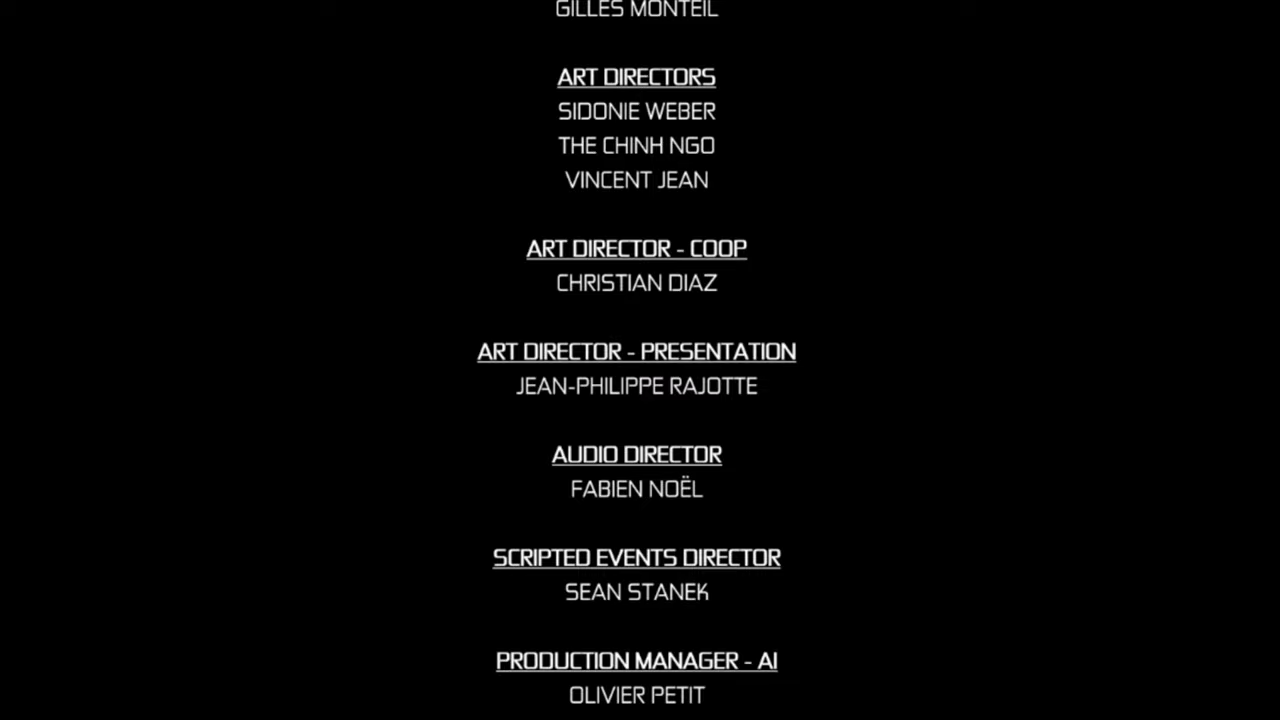 GILLES MONTEIL
ART DIRECTORS
SIDONIE WEBER
THE CHINH NGO
VINCENT JEAN
ART DIRECTOR - COOP
CHRISTIAN DIAZ
ART DIRECTOR - PRESENTATION
JEAN-PHILIPPE RAJOTTE
AUDIO DIRECTOR
FABIEN NOËL
SCRIPTED EVENTS DIRECTOR
SEAN STANEK
PRODUCTION MANAGER - AI
OLIVIER PETIT